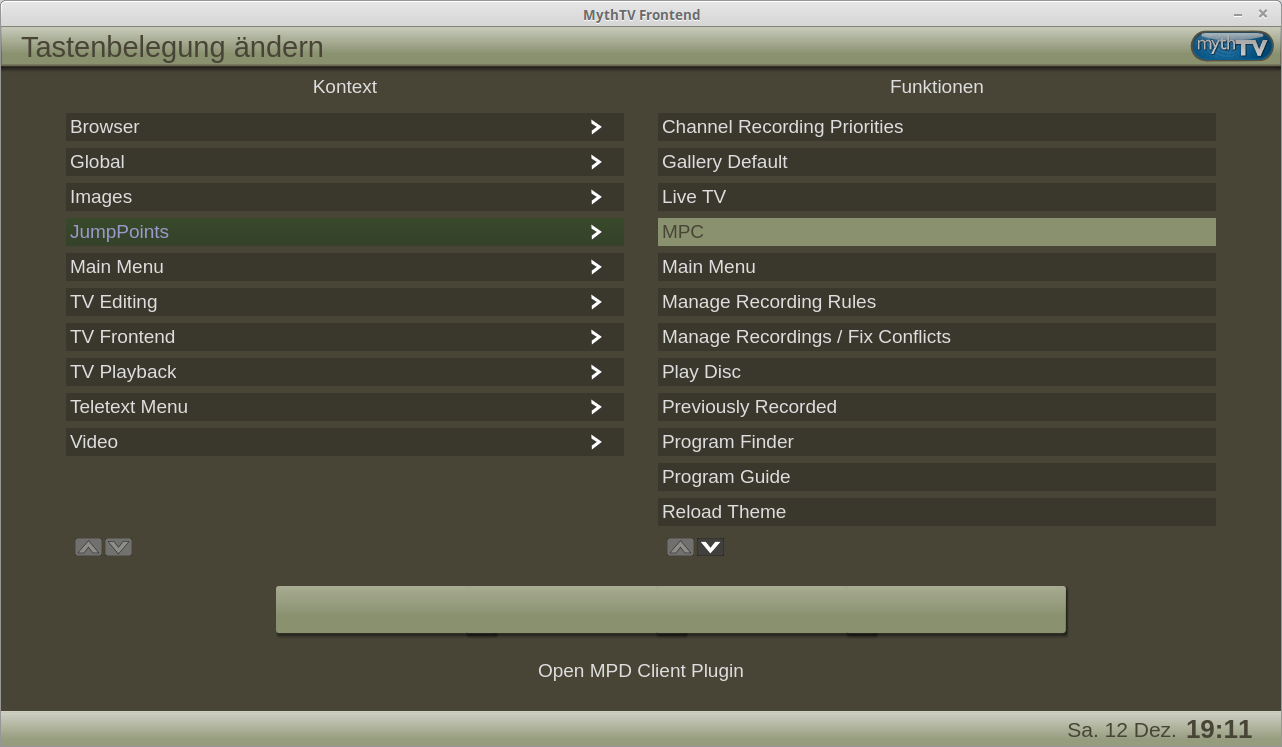 MythTV Frontend
Tastenbelegung ändern
mythTV
Kontext
Funktionen
Browser
Global
Images
JumpPoints
Main Menu
TV Editing
TV Frontend
TV Playback
Teletext Menu
Video
Channel Recording Priorities
Gallery Default
Live TV
MPC
Main Menu
Manage Recording Rules
Manage Recordings / Fix Conflicts
Play Disc
Previously Recorded
Program Finder
Program Guide
Reload Theme
Open MPD Client Plugin
Sa. 12 Dez. 19:11